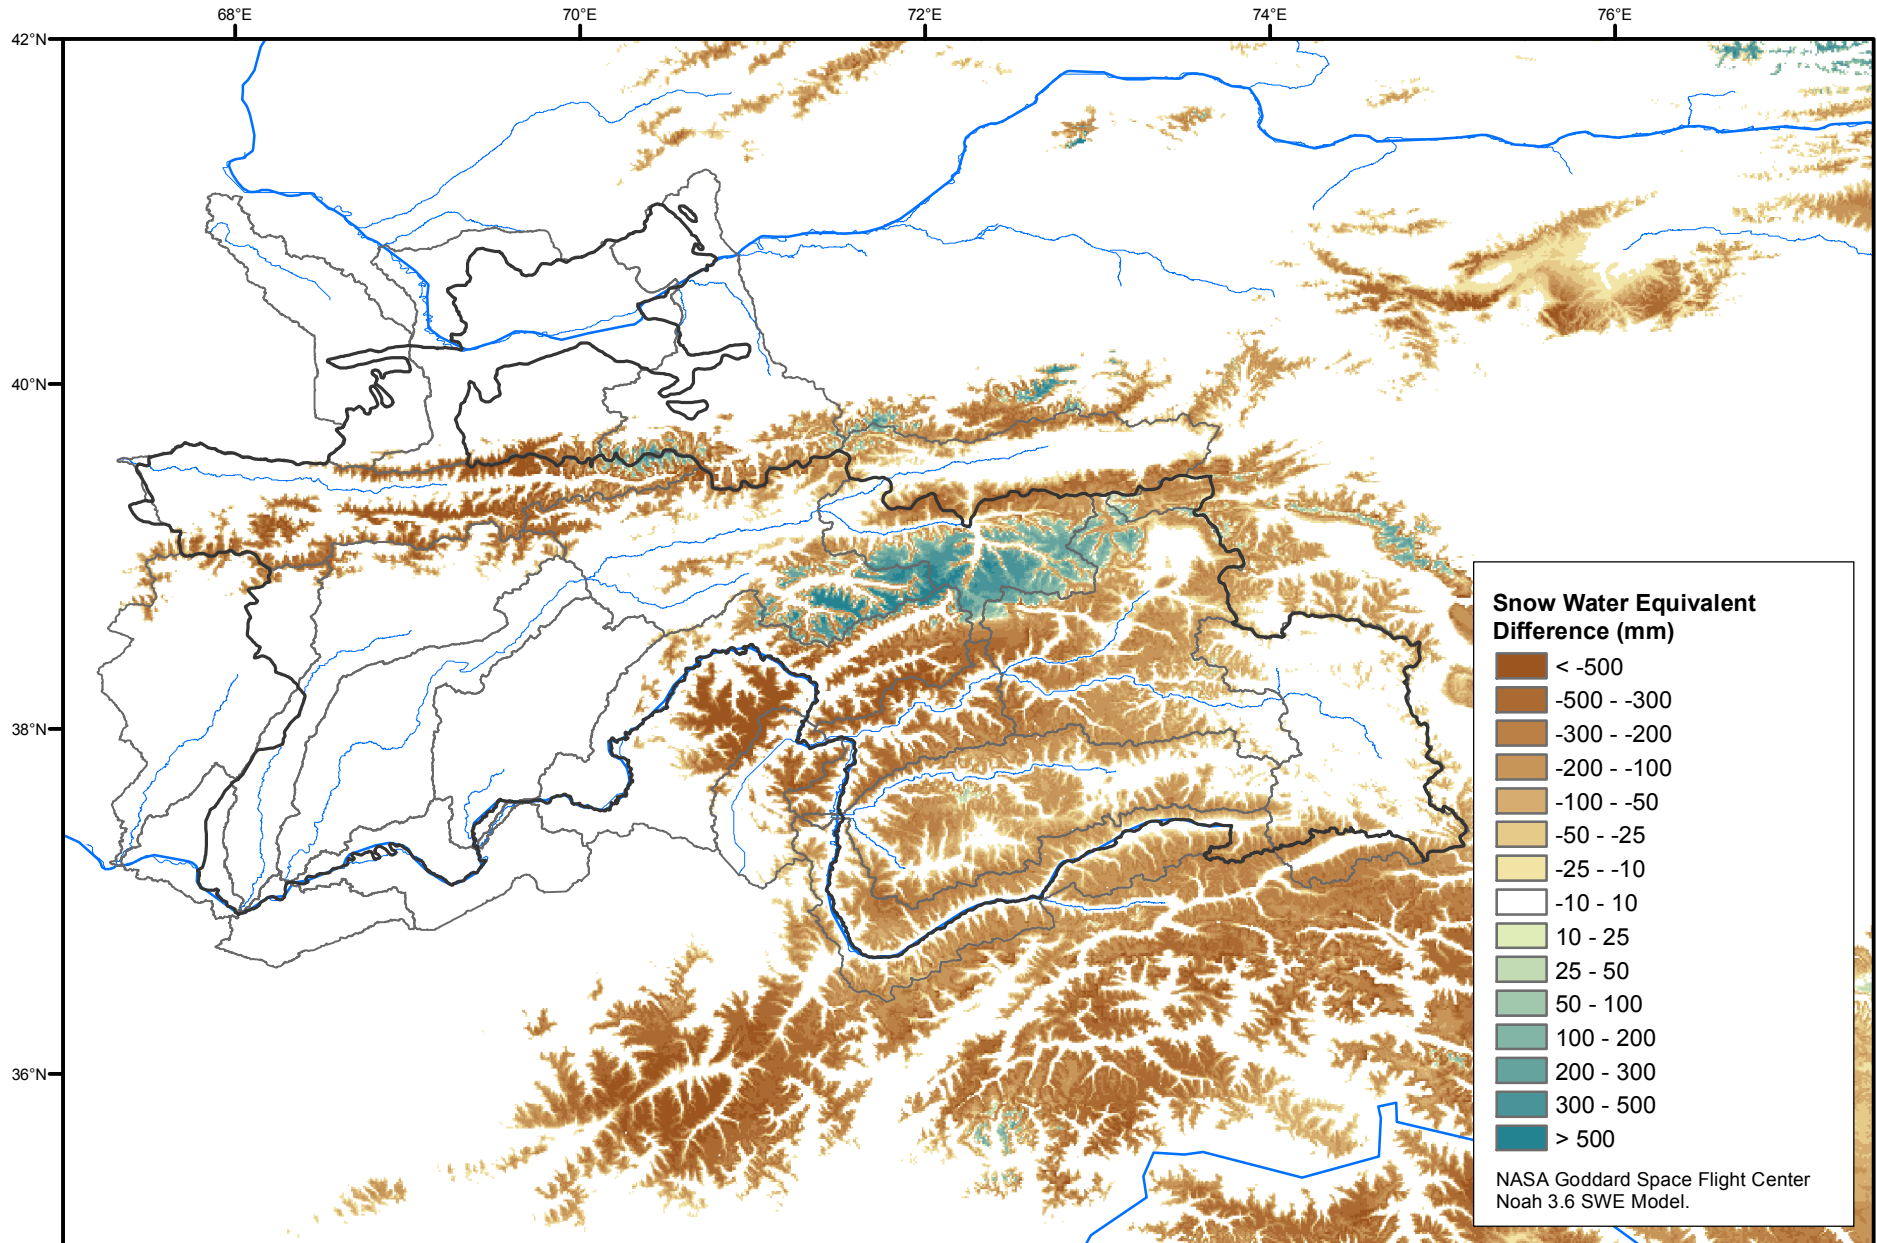 68°E
70°E
72°E
74°E
76°E
42°N
40°N
38°N
36°N
Snow Water Equivalent
Difference (mm)
< -500
-500 - -300
-300 - -200
-200 - -100
-100 - -50
-50 - -25
-25 - -10
-10 - 10
10 - 25
25 - 50
50 - 100
100 - 200
200 - 300
300 - 500
> 500
NASA Goddard Space Flight Center
Noah 3.6 SWE Model.